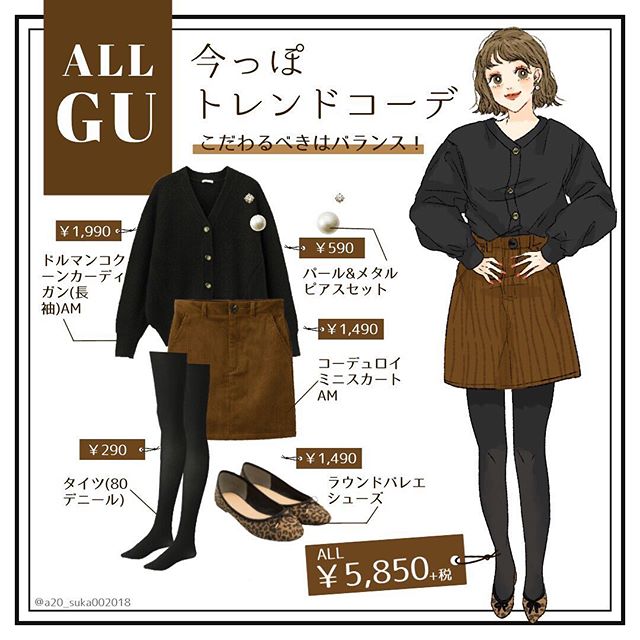 ALL
GU
今っぽ
トレンドコーデ
こだわるべきはバランス！
￥1,990
ドルマンコク
ーンカーディ
ガン(長
袖)AM
￥590
パール&メタル
ピアスセット
￥1,490
コーデュロイ
ミニスカート
AM
￥290
タイツ(80
デニール)
￥1,490
ラウンドバレエ
シューズ
ALL
￥5,850+税
@a20_suka002018